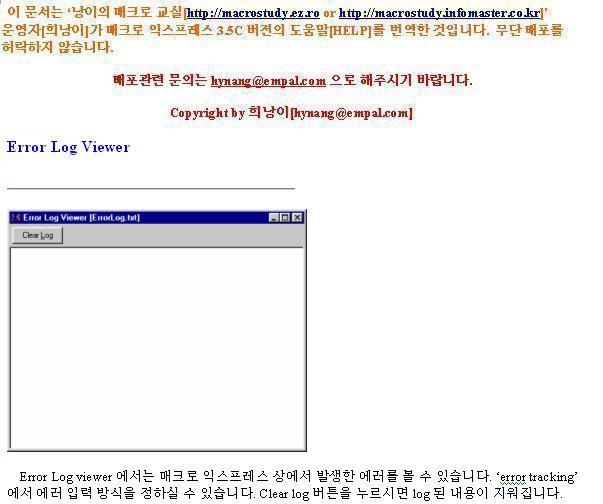 이 문서는 ‘낭이의 매크로 교실[http://macrostudy.ez.ro or http://macrostudy.infomaster.co.kr]’
운영자[희낭이]가 매크로 익스프레스 3.5C 버젼의 도움말[HELP]를 번역한 것입니다. 무단 배포를
허락하지 않습니다.
배포관련 문의는 hynang@empal.com 으로 해주시기 바랍니다.
Copyright by 희낭이[hynang@empal.com]
Error Log Viewer
Error Log Viewer [ErrorLog.txt]
Clear Log
Error Log viewer 에서는 매크로 익스프레스 상에서 발생한 에러를 볼 수 있습니다. ‘error tracking’
에서 에러 입력 방식을 정하실 수 있습니다. Clear log 버튼을 누르시면 log 된 내용이 지워집니다.